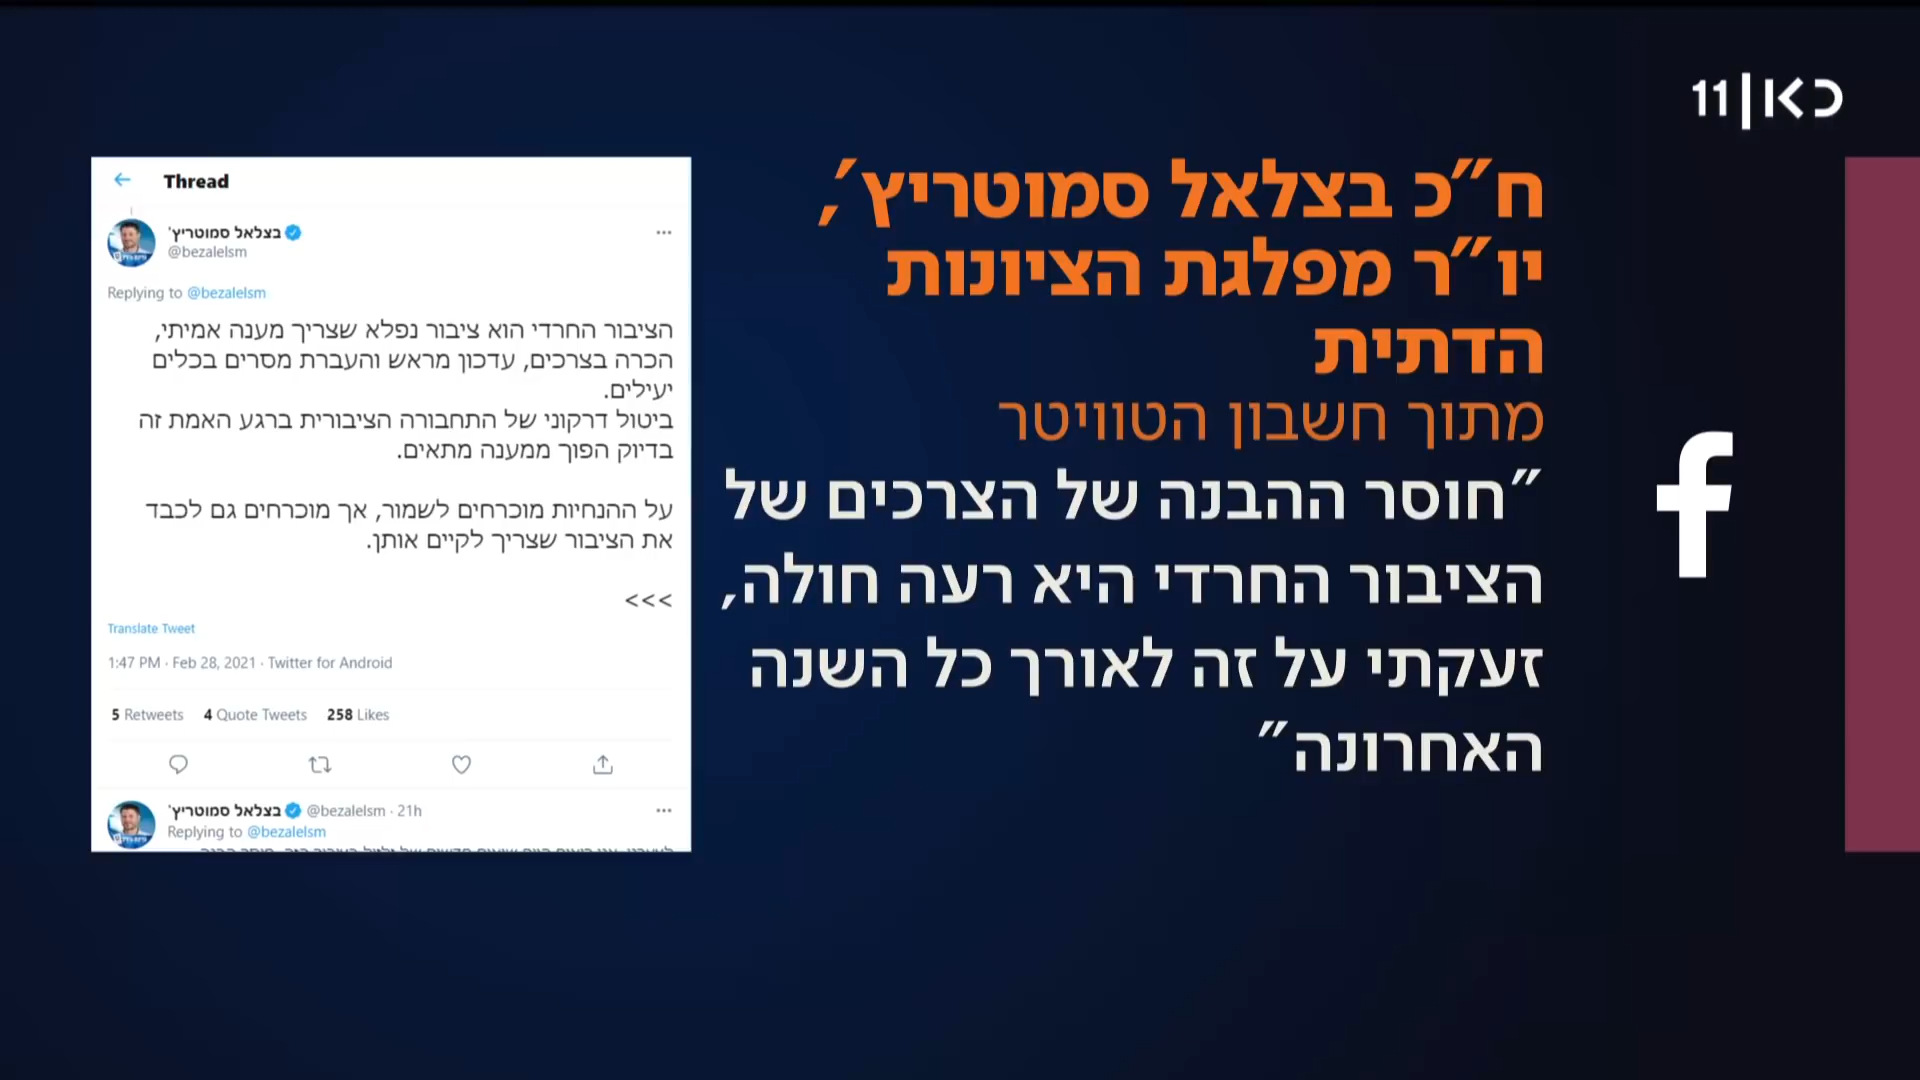 כאן|11
ח"כ בצלאל סמוטריץ',
יו"ר מפלגת הציונות
הדתית
מתוך חשבון הטוויטר
"חוסר ההבנה של הצרכים של
הציבור החרדי היא רעה חולה,
זעקתי על זה לאורך כל השנה
האחרונה"
Thread
בצלאל סמוטריץ'
@bezalelsm
Replying to @bezalelsm
הציבור החרדי הוא ציבור נפלא שצריך מענה אמיתי,
הכרה בצרכים, עדכון מראש והעברת מסרים בכלים
יעילים.
ביטול דרקוני של התחבורה הציבורית ברגע האמת זה
בדיוק הפוך ממענה מתאים.
על ההנחיות מוכרחים לשמור, אך מוכרחים גם לכבד
את הציבור שצריך לקיים אותן.
>>>
Translate Tweet
1:47 PM · Feb 28, 2021 · Twitter for Android
5 Retweets 4 Quote Tweets 258 Likes
בצלאל סמוטריץ' @bezalelsm · 21h
Replying to @bezalelsm